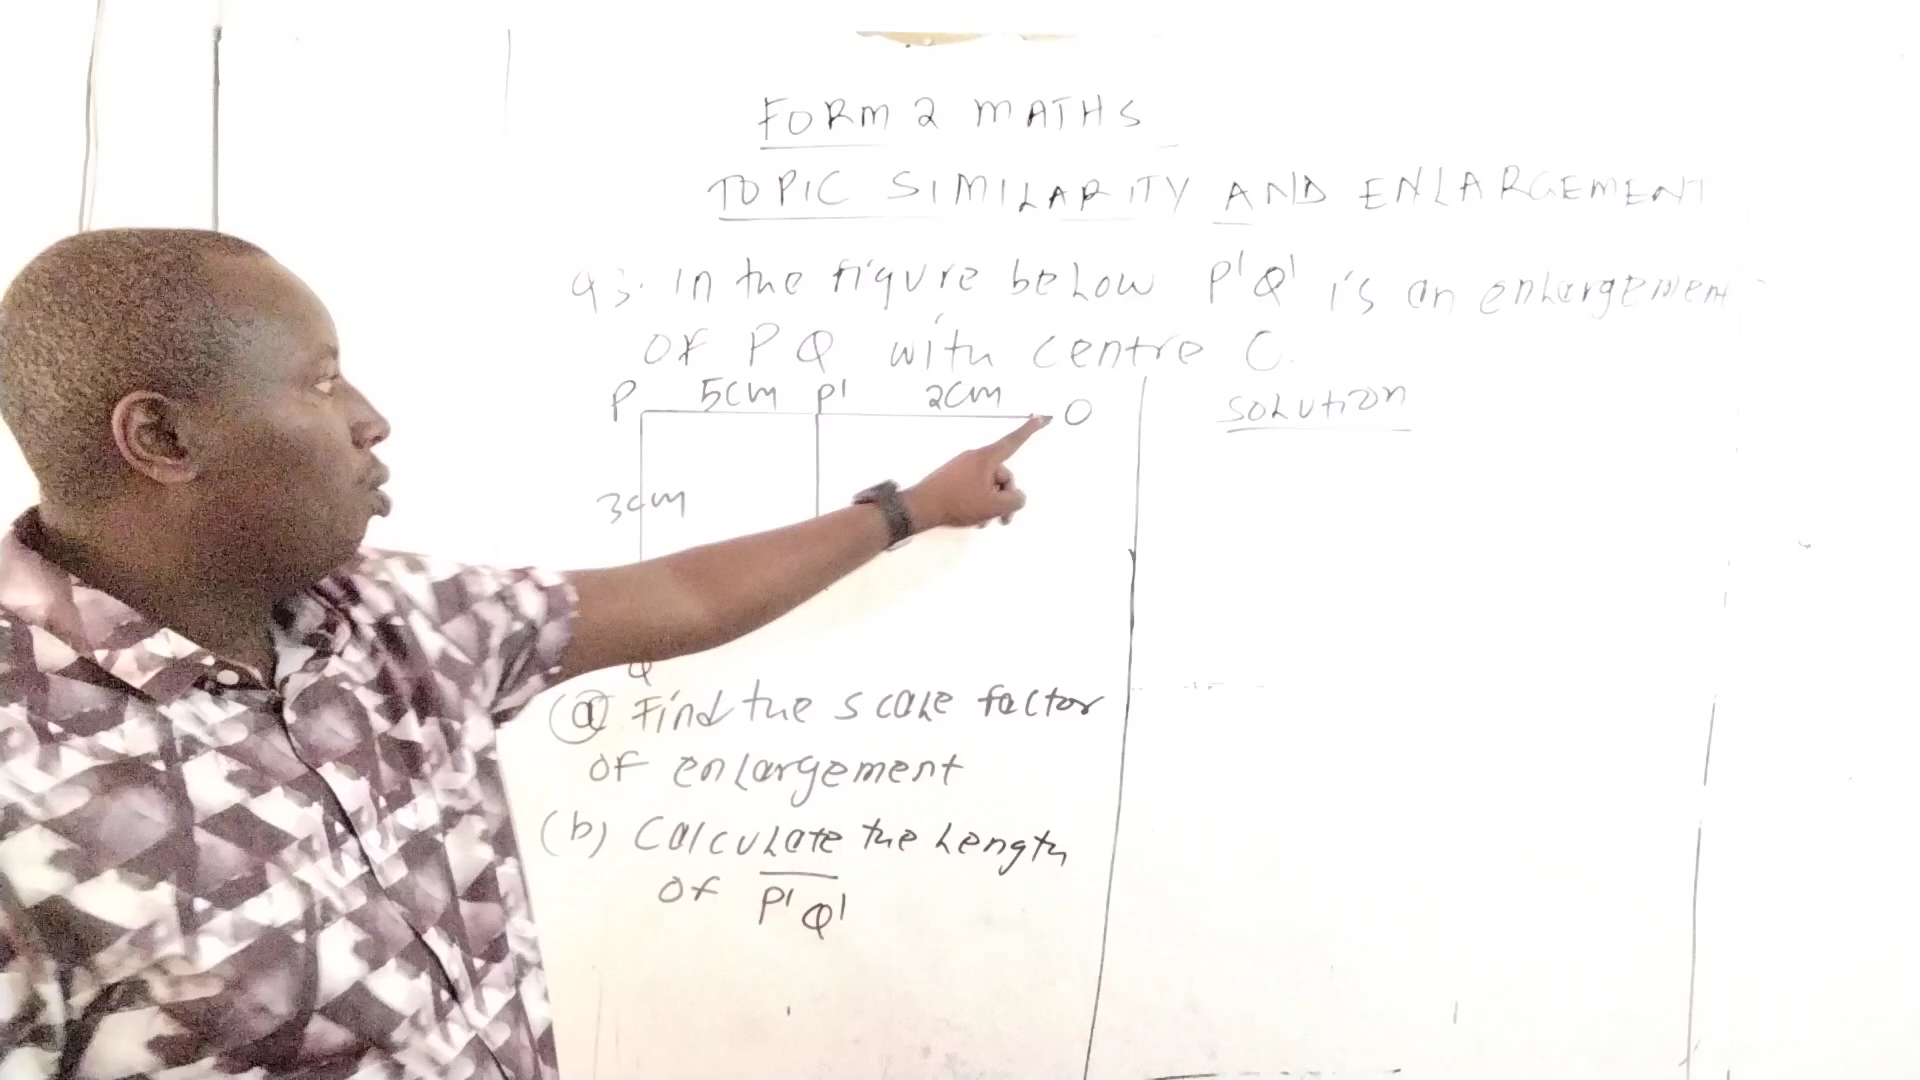 FORM 2 MATHS
TOPIC SIMILARITY AND ENLARGEMENT
Q3. In the figure below P'Q' is an enlargement
of PQ with centre O.
P 5cm P' 2cm O
Solution
3cm
Q
(a) Find the scale factor
of enlargement
(b) Calculate the length
of P'Q'